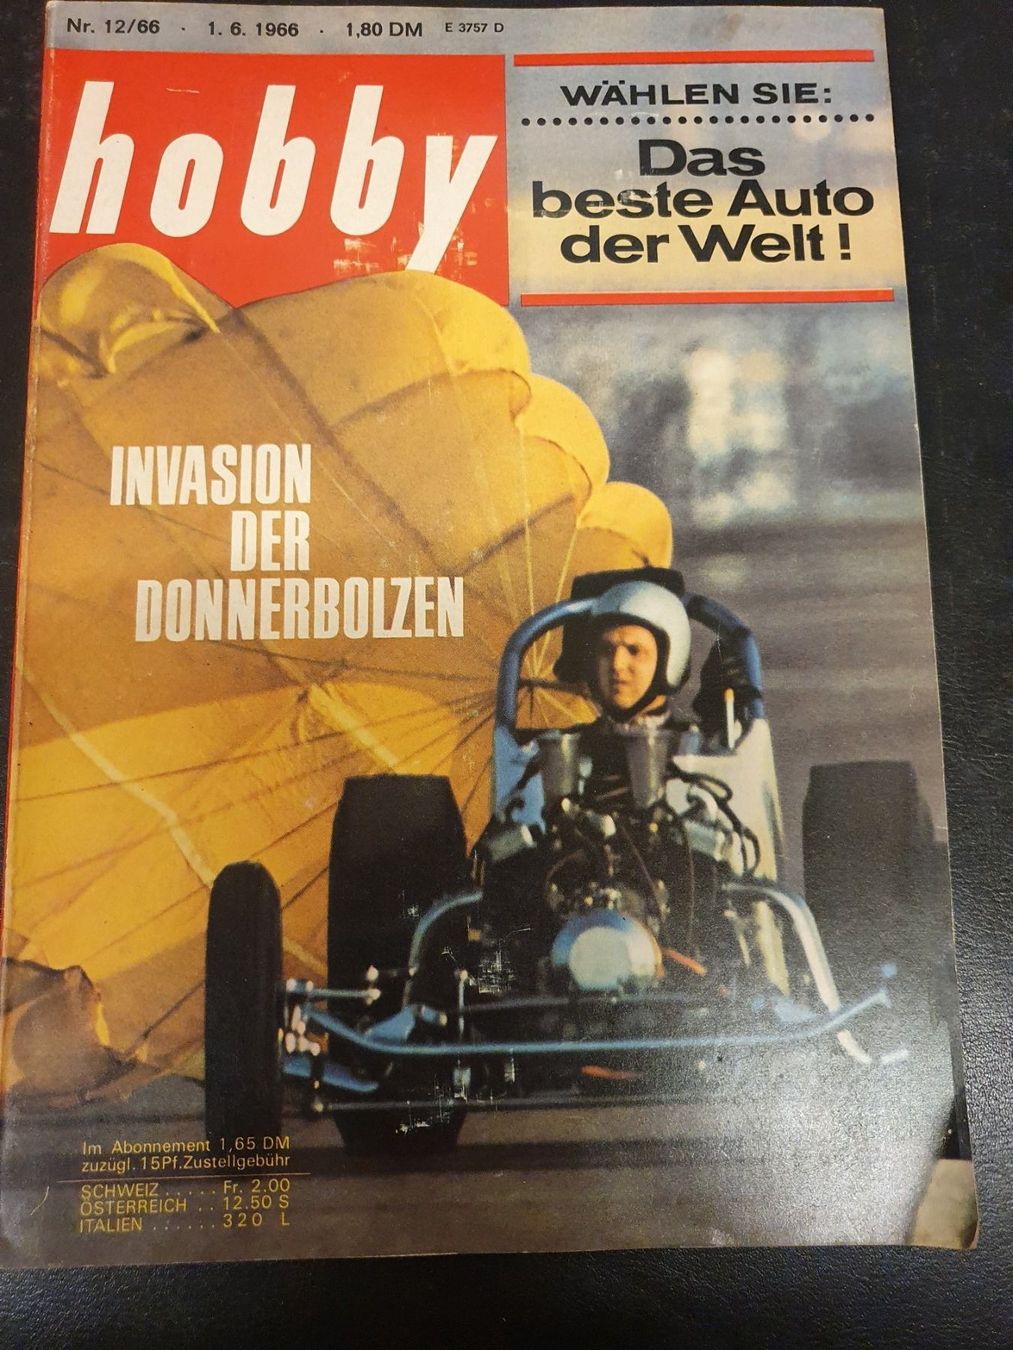 Nr. 12/66 · 1. 6. 1966 · 1,80 DM E 3757 D
hobby
WÄHLEN SIE:
Das
beste Auto
der Welt!
INVASION
DER
DONNERBOLZEN
Im Abonnement 1,65 DM
zuzügl. 15Pf. Zustellgebühr
SCHWEIZ ..... Fr. 2.00
ÖSTERREICH .. 12.50 S
ITALIEN ...... 320 L